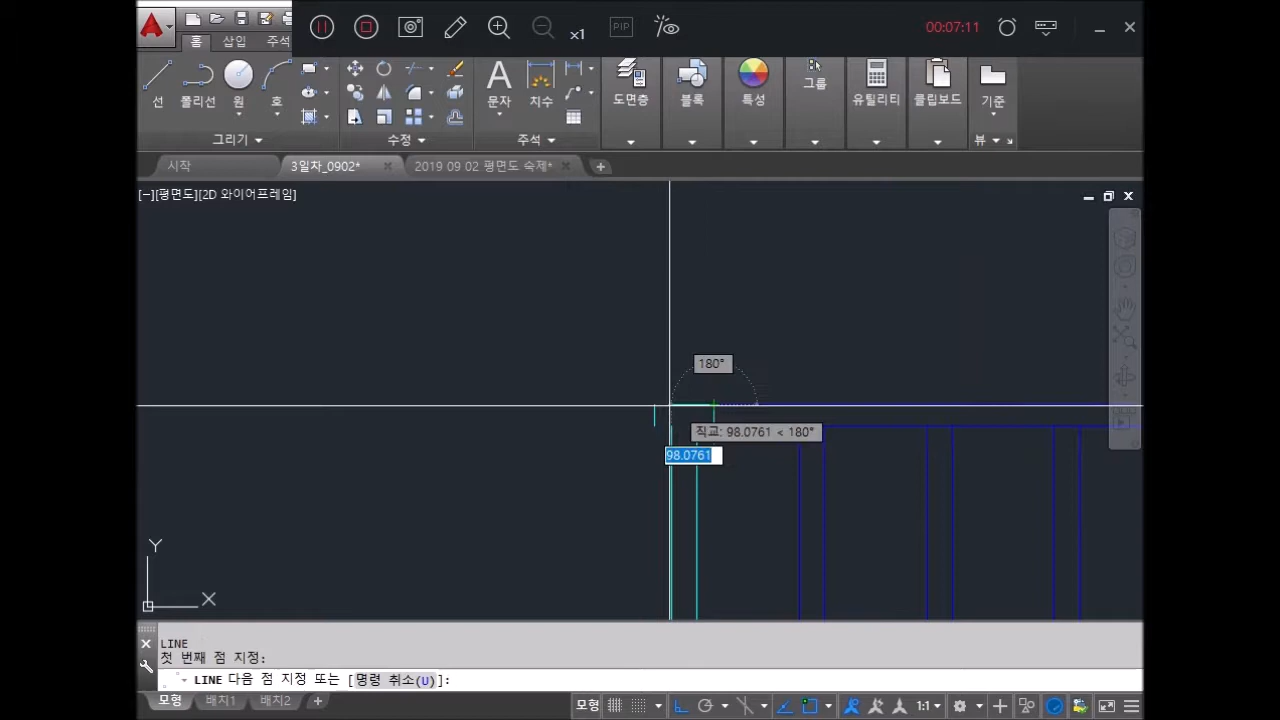 x1
PIP
00:07:11
홈 삽입 주석
선 폴리선 원 호 문자 치수 도면층 블록 특성 그룹 유틸리티 클립보드 기준
그리기 수정 주석 뷰
시작 3일차_0902* 2019 09 02 평면도 숙제*
[−][평면도][2D 와이어프레임]
180°
직교: 98.0761 < 180°
98.0761
Y
X
LINE
첫 번째 점 지정:
LINE 다음 점 지정 또는 [명령 취소(U)]:
모형 배치1 배치2 모형 1:1